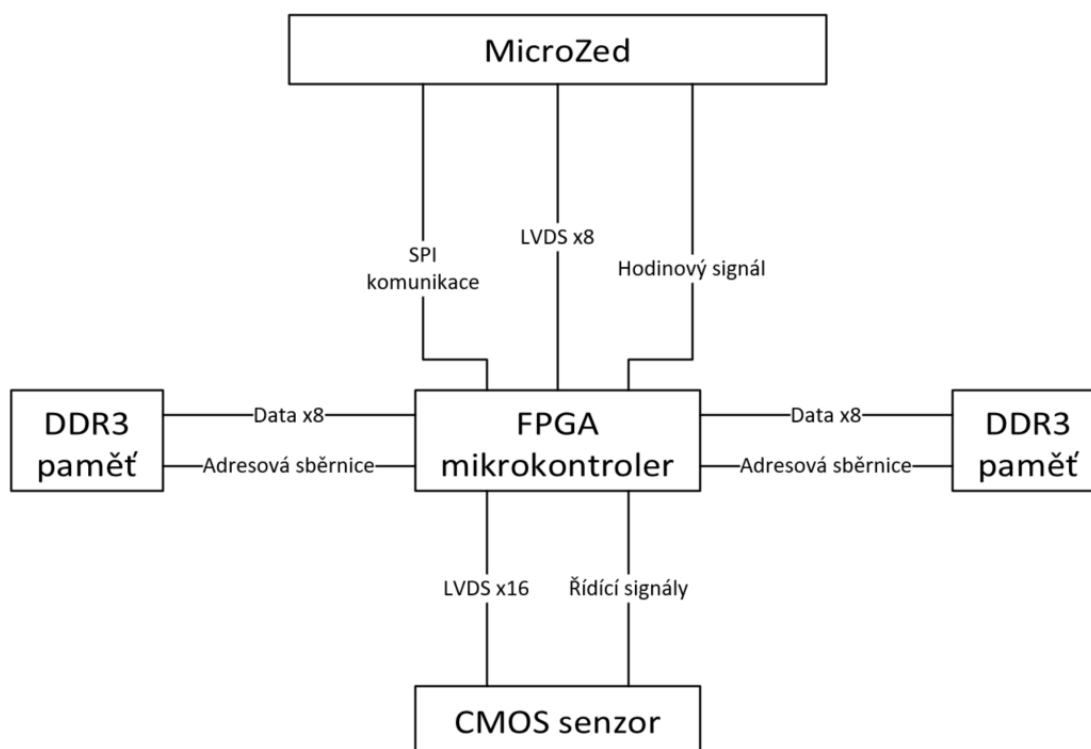 MicroZed
SPI
komunikace
LVDS x8
Hodinový signál
DDR3
paměť
Data x8
Adresová sběrnice
FPGA
mikrokontroler
Data x8
Adresová sběrnice
DDR3
paměť
LVDS x16
Řídící signály
CMOS senzor